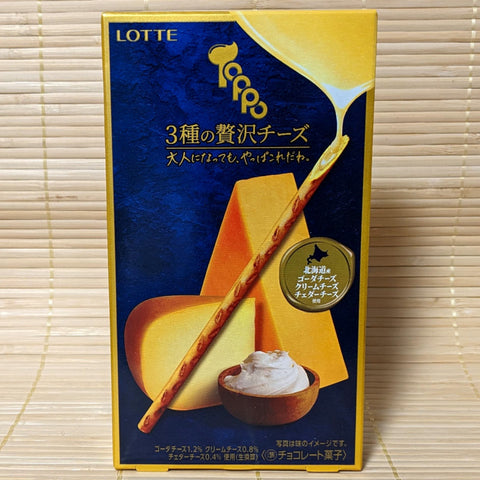 LOTTE
Toppo
3種の贅沢チーズ
大人になっても、やっぱこれだね。
北海道産
ゴーダチーズ
クリームチーズ
チェダーチーズ
使用
写真は味のイメージです。
ゴーダチーズ1.2% クリームチーズ0.8%
チェダーチーズ0.4% 使用(生換算)
準チョコレート菓子